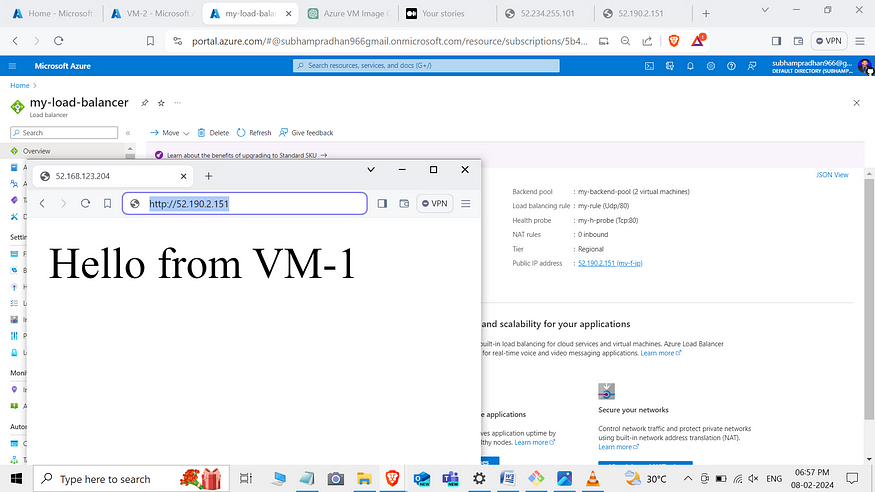 Home - Microsoft
VM-2 - Microsoft A
my-load-balan
Azure VM Image C
Your stories
52.234.255.101
52.190.2.151
portal.azure.com/#@subhampradhan966gmail.onmicrosoft.com/resource/subscriptions/5b4...
VPN
Microsoft Azure
Search resources, services, and docs (G+/)
subhampradhan966@g...
DEFAULT DIRECTORY (SUBHAMP...
Home
my-load-balancer
Load balancer
Search
Move
Delete
Refresh
Give feedback
Overview
Learn about the benefits of upgrading to Standard SKU
JSON View
52.168.123.204
http://52.190.2.151
VPN
Hello from VM-1
Backend pool : my-backend-pool (2 virtual machines)
Load balancing rule : my-rule (Udp/80)
Health probe : my-h-probe (Tcp:80)
NAT rules : 0 inbound
Tier : Regional
Public IP address : 52.190.2.151 (my-f-ip)
Setti
Moni
Autor
and scalability for your applications
built-in load balancing for cloud services and virtual machines. Azure Load Balancer
for real-time voice and video messaging applications. Learn more
e applications
ves application uptime by
lthy nodes. Learn more
Secure your networks
Control network traffic and protect private networks
using built-in network address translation (NAT).
Learn more
Type here to search
30°C
ENG
06:57 PM
08-02-2024